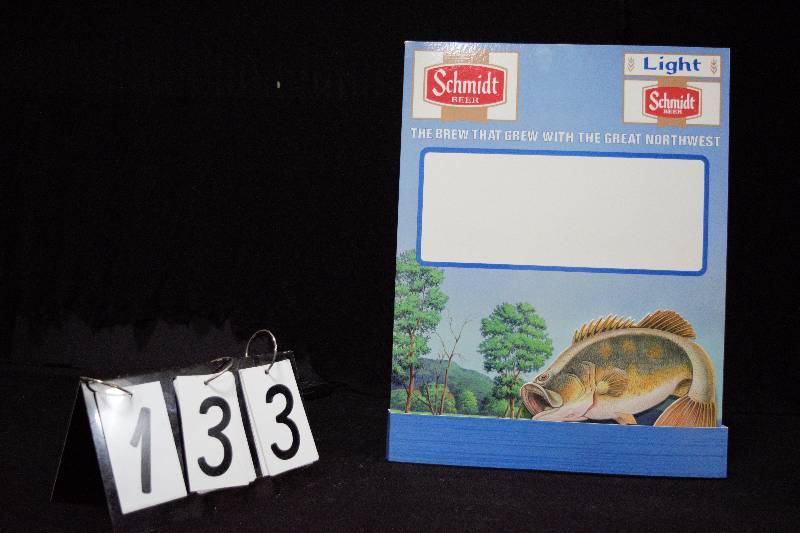 Schmidt
BEER
Light
Schmidt
BEER
THE BREW THAT GREW WITH THE GREAT NORTHWEST
133